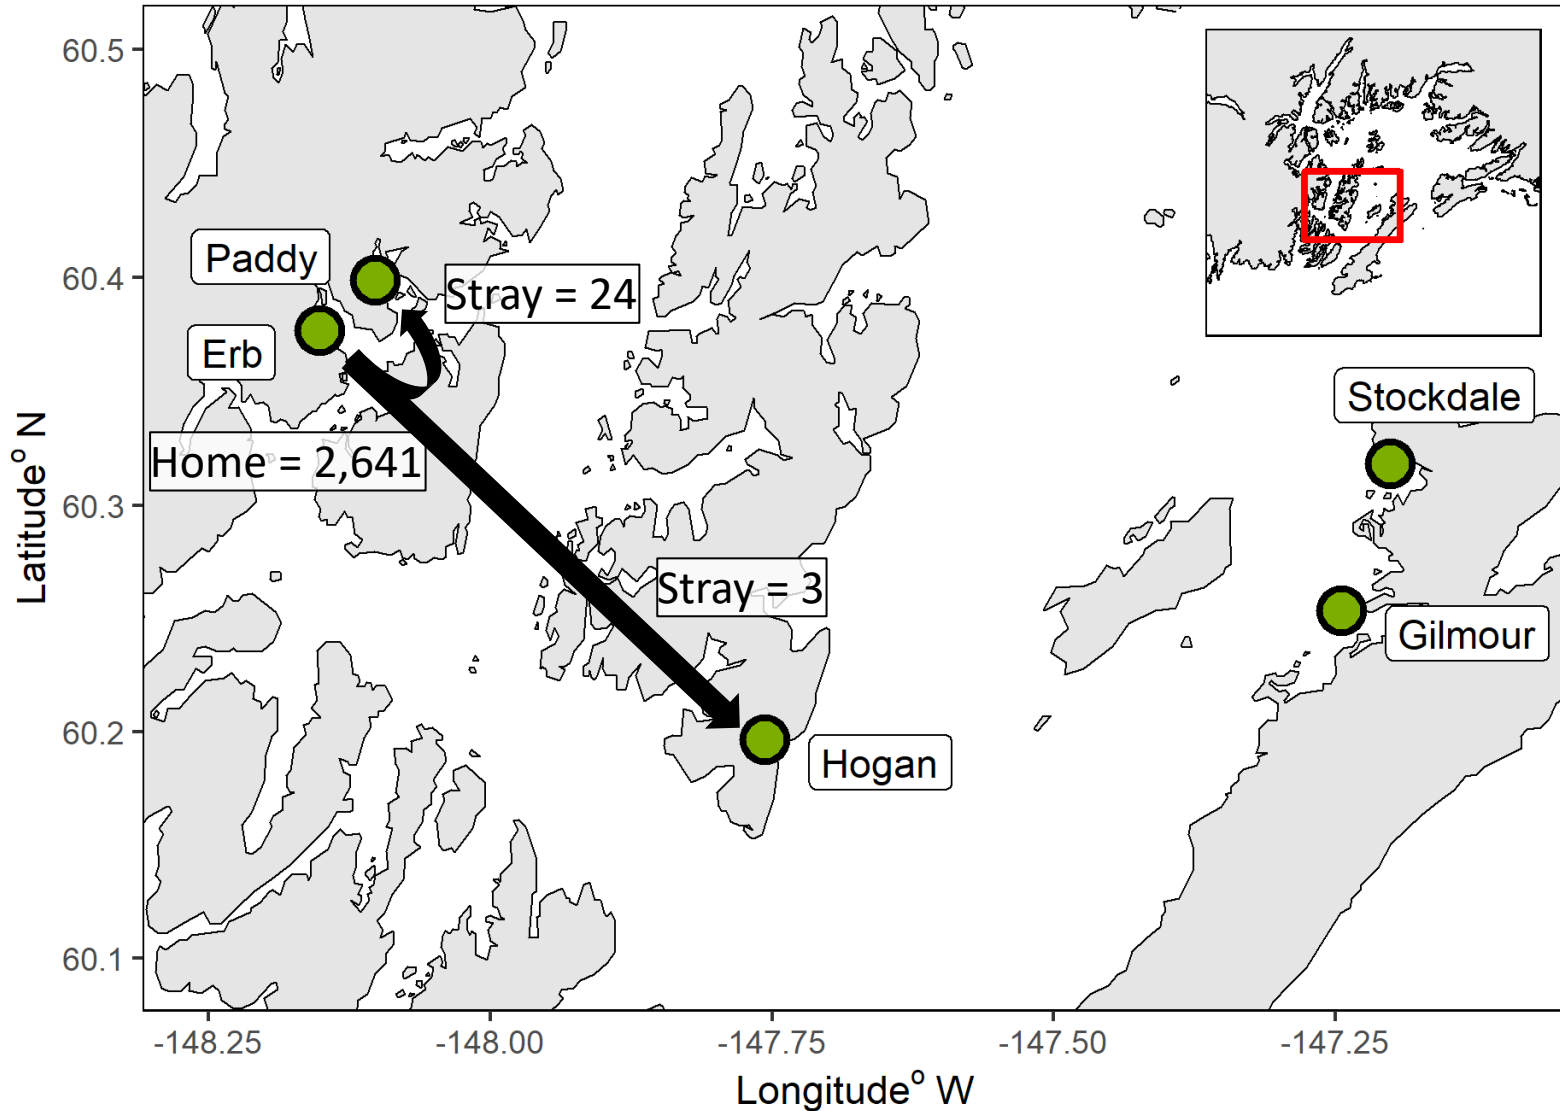 60.5
60.4
60.3
60.2
60.1
Latitude° N
Paddy
Stray = 24
Erb
Home = 2,641
Stockdale
Stray = 3
Gilmour
Hogan
-148.25
-148.00
-147.75
-147.50
-147.25
Longitude° W